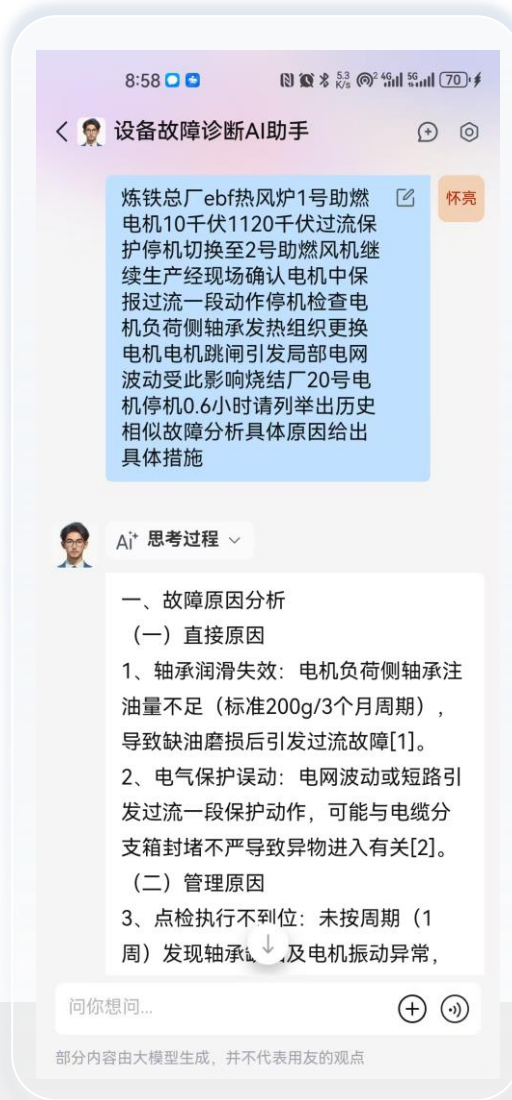 8:58
5.3 K/s 4G 5G 70
设备故障诊断AI助手
炼铁总厂ebf热风炉1号助燃
电机10千伏1120千伏过流保
护停机切换至2号助燃风机继
续生产经现场确认电机中保
报过流一段动作停机检查电
机负荷侧轴承发热组织更换
电机电机跳闸引发局部电网
波动受此影响烧结厂20号电
机停机0.6小时请列举出历史
相似故障分析具体原因给出
具体措施
怀亮
Ai+ 思考过程
一、故障原因分析
（一）直接原因
1、轴承润滑失效：电机负荷侧轴承注
油量不足（标准200g/3个月周期），
导致缺油磨损后引发过流故障[1]。
2、电气保护误动：电网波动或短路引
发过流一段保护动作，可能与电缆分
支箱封堵不严导致异物进入有关[2]。
（二）管理原因
3、点检执行不到位：未按周期（1
周）发现轴承及电机振动异常，
问你想问...
部分内容由大模型生成，并不代表用友的观点